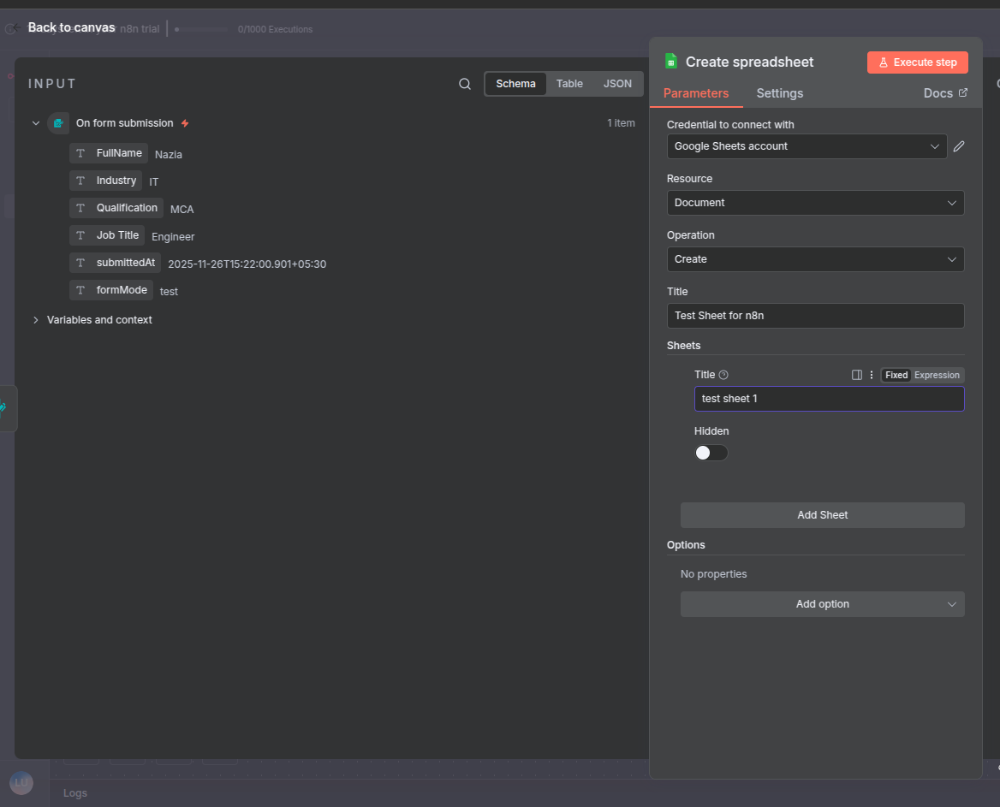 Back to canvas n8n trial 0/1000 Executions
INPUT
Schema Table JSON
On form submission 1 item
FullName Nazia
Industry IT
Qualification MCA
Job Title Engineer
submittedAt 2025-11-26T15:22:00.901+05:30
formMode test
Variables and context
Create spreadsheet
Execute step
Parameters Settings Docs
Credential to connect with
Google Sheets account
Resource
Document
Operation
Create
Title
Test Sheet for n8n
Sheets
Title Fixed Expression
test sheet 1
Hidden
Add Sheet
Options
No properties
Add option
LU
Logs